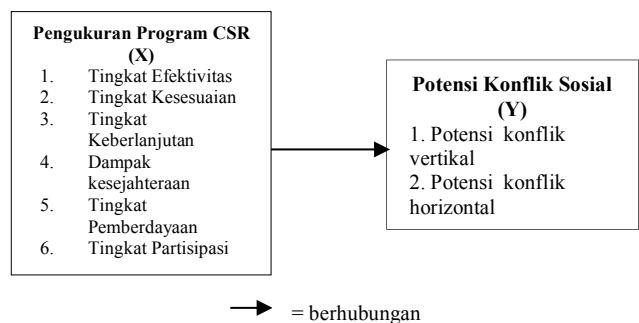 Pengukuran Program CSR
(X)
1. Tingkat Efektivitas
2. Tingkat Kesesuaian
3. Tingkat
Keberlanjutan
4. Dampak
kesejahteraan
5. Tingkat
Pemberdayaan
6. Tingkat Partisipasi
Potensi Konflik Sosial
(Y)
1. Potensi konflik
vertikal
2. Potensi konflik
horizontal
= berhubungan